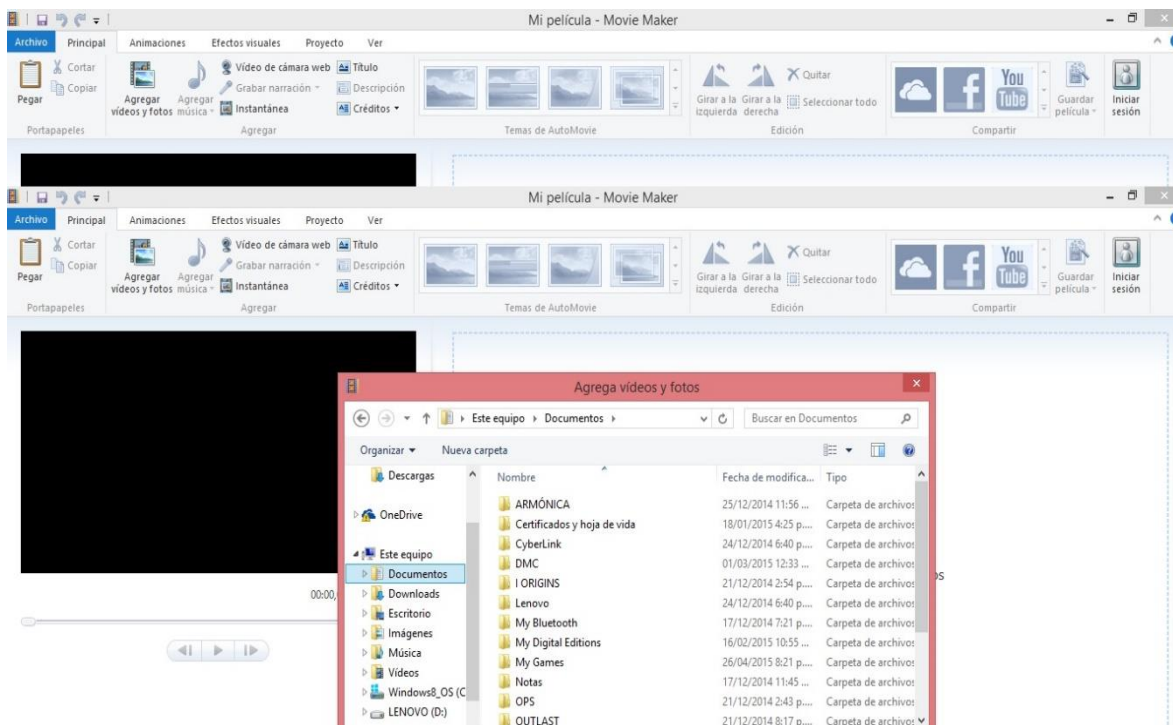 Mi película - Movie Maker
Archivo Principal Animaciones Efectos visuales Proyecto Ver
Pegar
Cortar
Copiar
Portapapeles
Agregar vídeos y fotos
Agregar música
Vídeo de cámara web
Grabar narración
Instantánea
Título
Descripción
Créditos
Agregar
Temas de AutoMovie
Girar a la izquierda
Girar a la derecha
Quitar
Seleccionar todo
Edición
You Tube
Compartir
Guardar película
Iniciar sesión
Mi película - Movie Maker
Archivo Principal Animaciones Efectos visuales Proyecto Ver
Pegar
Cortar
Copiar
Portapapeles
Agregar vídeos y fotos
Agregar música
Vídeo de cámara web
Grabar narración
Instantánea
Título
Descripción
Créditos
Agregar
Temas de AutoMovie
Girar a la izquierda
Girar a la derecha
Quitar
Seleccionar todo
Edición
You Tube
Compartir
Guardar película
Iniciar sesión
00:00,
Agrega vídeos y fotos
Este equipo Documentos
Buscar en Documentos
Organizar Nueva carpeta
Descargas
OneDrive
Este equipo
Documentos
Downloads
Escritorio
Imágenes
Música
Vídeos
Windows8_OS (C
LENOVO (D:)
Nombre Fecha de modifica... Tipo
ARMÓNICA 25/12/2014 11:56 ... Carpeta de archivos
Certificados y hoja de vida 18/01/2015 4:25 p.... Carpeta de archivos
CyberLink 24/12/2014 6:40 p.... Carpeta de archivos
DMC 01/03/2015 12:33 ... Carpeta de archivos
I ORIGINS 21/12/2014 2:54 p.... Carpeta de archivos
Lenovo 24/12/2014 6:40 p.... Carpeta de archivos
My Bluetooth 17/12/2014 7:21 p.... Carpeta de archivos
My Digital Editions 16/02/2015 10:55 ... Carpeta de archivos
My Games 26/04/2015 8:21 p.... Carpeta de archivos
Notas 17/12/2014 11:45 ... Carpeta de archivos
OPS 21/12/2014 2:43 p.... Carpeta de archivos
OUTLAST 21/12/2014 8:17 p.... Carpeta de archivos